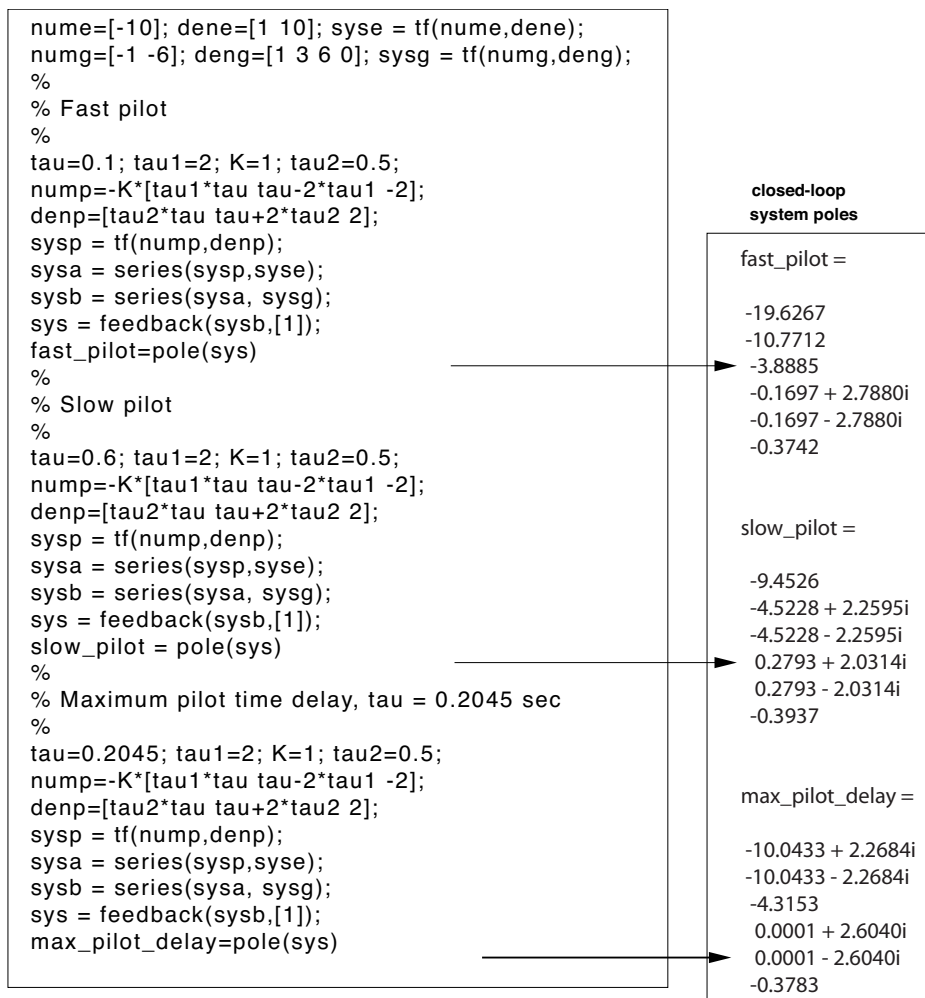 nume=[-10]; dene=[1 10]; syse = tf(nume,dene);
numg=[-1 -6]; deng=[1 3 6 0]; sysg = tf(numg,deng);
%
% Fast pilot
%
tau=0.1; tau1=2; K=1; tau2=0.5;
nump=-K*[tau1*tau tau-2*tau1 -2];
denp=[tau2*tau tau+2*tau2 2];
sysp = tf(nump,denp);
sysa = series(sysp,syse);
sysb = series(sysa, sysg);
sys = feedback(sysb,[1]);
fast_pilot=pole(sys)
%
% Slow pilot
%
tau=0.6; tau1=2; K=1; tau2=0.5;
nump=-K*[tau1*tau tau-2*tau1 -2];
denp=[tau2*tau tau+2*tau2 2];
sysp = tf(nump,denp);
sysa = series(sysp,syse);
sysb = series(sysa, sysg);
sys = feedback(sysb,[1]);
slow_pilot = pole(sys)
%
% Maximum pilot time delay, tau = 0.2045 sec
%
tau=0.2045; tau1=2; K=1; tau2=0.5;
nump=-K*[tau1*tau tau-2*tau1 -2];
denp=[tau2*tau tau+2*tau2 2];
sysp = tf(nump,denp);
sysa = series(sysp,syse);
sysb = series(sysa, sysg);
sys = feedback(sysb,[1]);
max_pilot_delay=pole(sys)
closed-loop
system poles
fast_pilot =
-19.6267
-10.7712
-3.8885
-0.1697 + 2.7880i
-0.1697 - 2.7880i
-0.3742
slow_pilot =
-9.4526
-4.5228 + 2.2595i
-4.5228 - 2.2595i
0.2793 + 2.0314i
0.2793 - 2.0314i
-0.3937
max_pilot_delay =
-10.0433 + 2.2684i
-10.0433 - 2.2684i
-4.3153
0.0001 + 2.6040i
0.0001 - 2.6040i
-0.3783